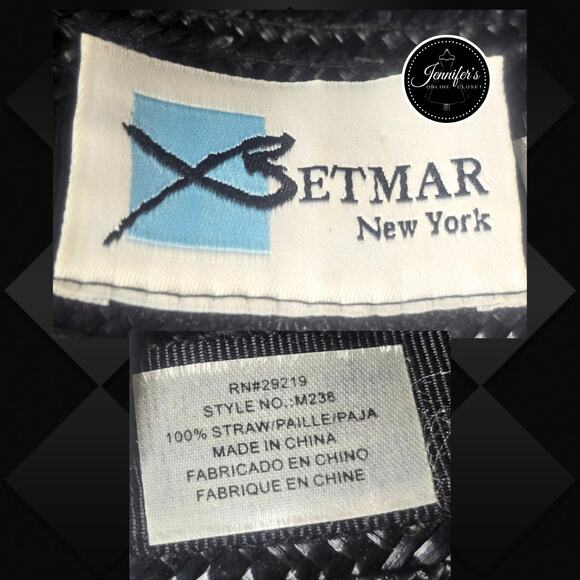 Jennifer's
ONLINE CLOSET
BETMAR
New York
RN#29219
STYLE NO.:M238
100% STRAW/PAILLE/PAJA
MADE IN CHINA
FABRICADO EN CHINO
FABRIQUE EN CHINE